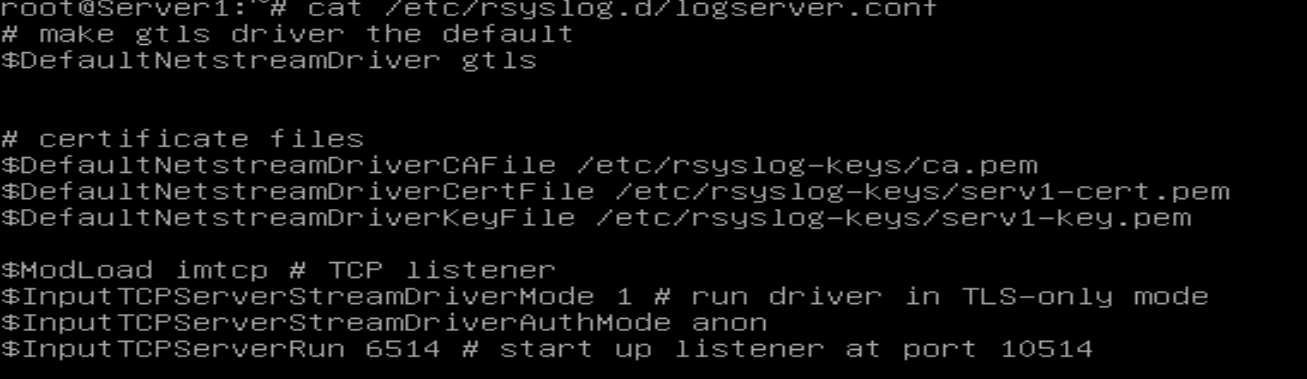 root@Server1:~# cat /etc/rsyslog.d/logserver.conf
# make gtls driver the default
$DefaultNetstreamDriver gtls
# certificate files
$DefaultNetstreamDriverCAFile /etc/rsyslog-keys/ca.pem
$DefaultNetstreamDriverCertFile /etc/rsyslog-keys/serv1-cert.pem
$DefaultNetstreamDriverKeyFile /etc/rsyslog-keys/serv1-key.pem
$ModLoad imtcp # TCP listener
$InputTCPServerStreamDriverMode 1 # run driver in TLS-only mode
$InputTCPServerStreamDriverAuthMode anon
$InputTCPServerRun 6514 # start up listener at port 10514